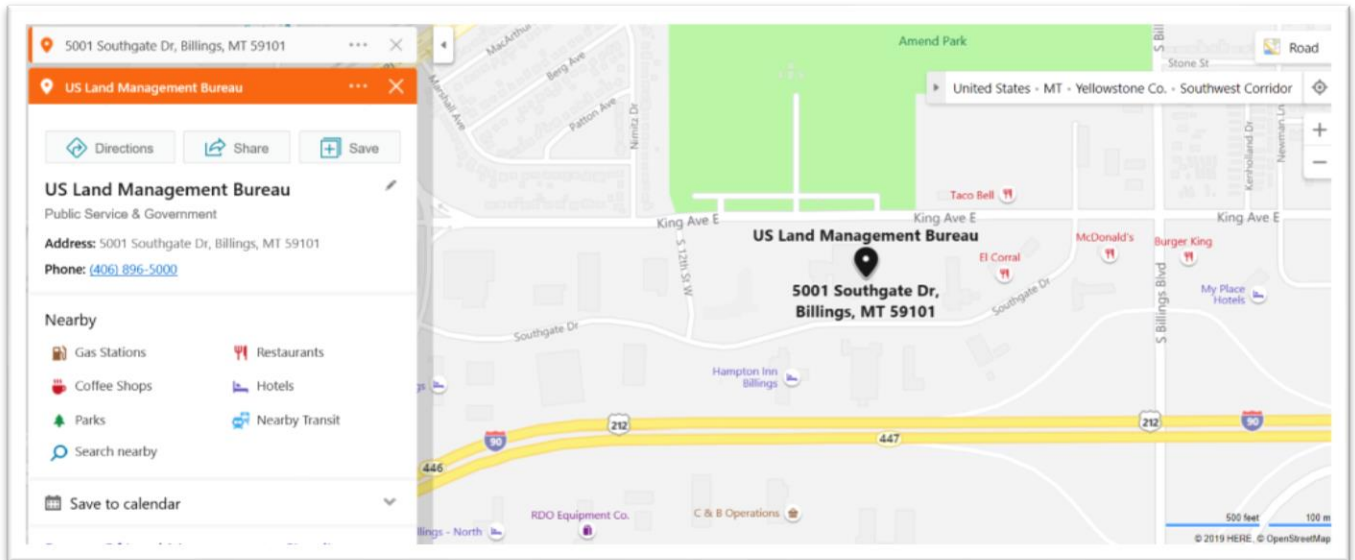 5001 Southgate Dr, Billings, MT 59101
US Land Management Bureau
Directions
Share
Save
US Land Management Bureau
Public Service & Government
Address: 5001 Southgate Dr, Billings, MT 59101
Phone: (406) 896-5000
Nearby
Gas Stations
Restaurants
Coffee Shops
Hotels
Parks
Nearby Transit
Search nearby
Save to calendar
Amend Park
Road
Stone St
United States • MT • Yellowstone Co. • Southwest Corridor
Berg Ave
Marshall Ave
Patton Ave
Nimitz Dr
Kenholland Dr
Newman Ln
Taco Bell
King Ave E
King Ave E
King Ave E
US Land Management Bureau
5001 Southgate Dr,
Billings, MT 59101
S 12th St W
El Corral
McDonald's
Burger King
My Place
Hotels
Southgate Dr
Southgate Dr
S Billings Blvd
Hampton Inn
Billings
212
90
447
212
90
446
RDO Equipment Co.
C & B Operations
llings - North
500 feet
100 m
© 2019 HERE, © OpenStreetMap